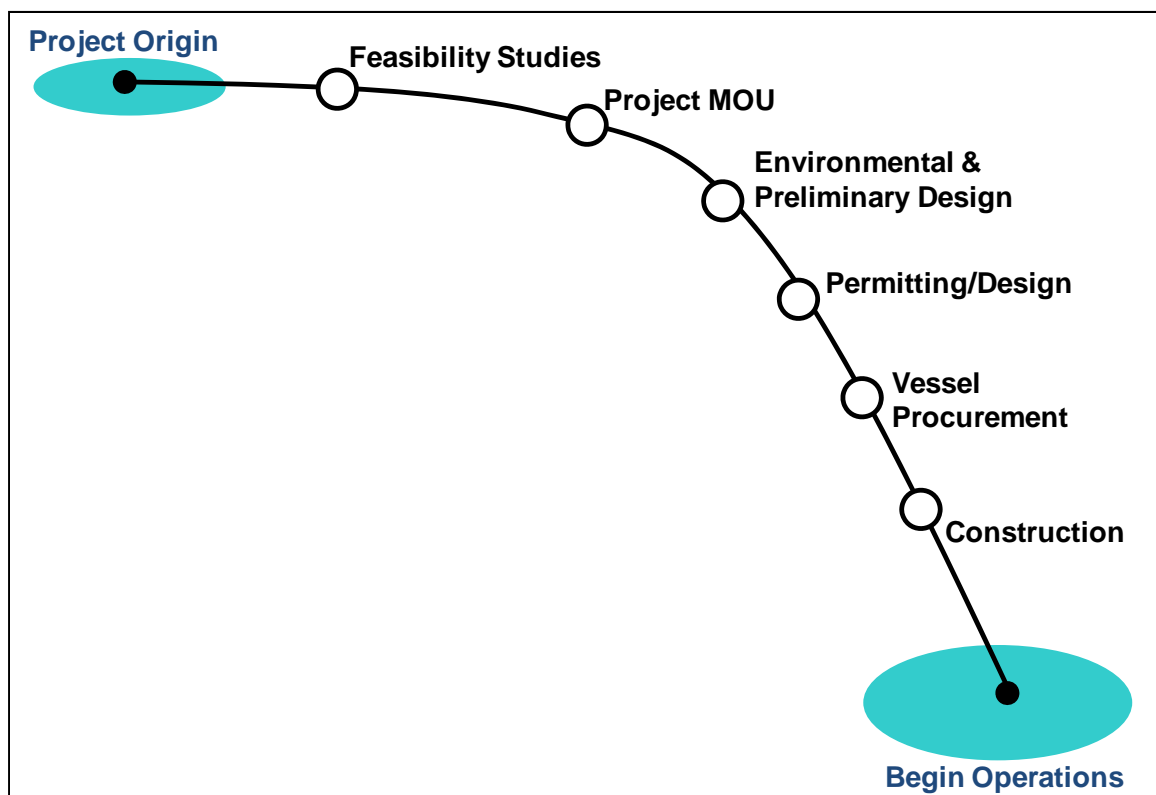 Project Origin
Feasibility Studies
Project MOU
Environmental &
Preliminary Design
Permitting/Design
Vessel
Procurement
Construction
Begin Operations